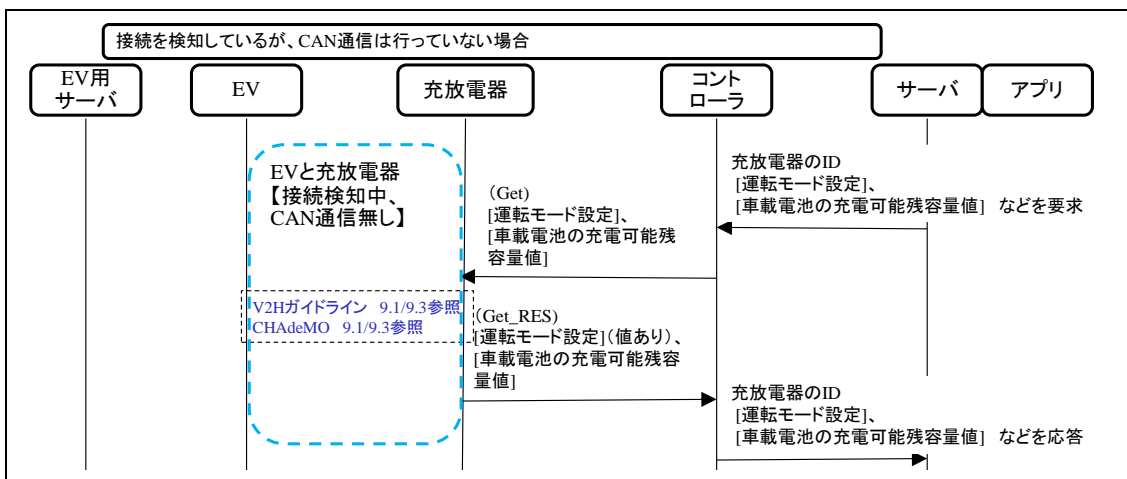 接続を検知しているが、CAN通信は行っていない場合
EV用
サーバ
EV
充放電器
コント
ローラ
サーバ
アプリ
EVと充放電器
【接続検知中、
CAN通信無し】
充放電器のID
[運転モード設定]、
[車載電池の充電可能残容量値] などを要求
(Get)
[運転モード設定]、
[車載電池の充電可能残
容量値]
V2Hガイドライン 9.1/9.3参照
CHAdeMO 9.1/9.3参照
(Get_RES)
[運転モード設定](値あり)、
[車載電池の充電可能残容
量値]
充放電器のID
[運転モード設定]、
[車載電池の充電可能残容量値] などを応答